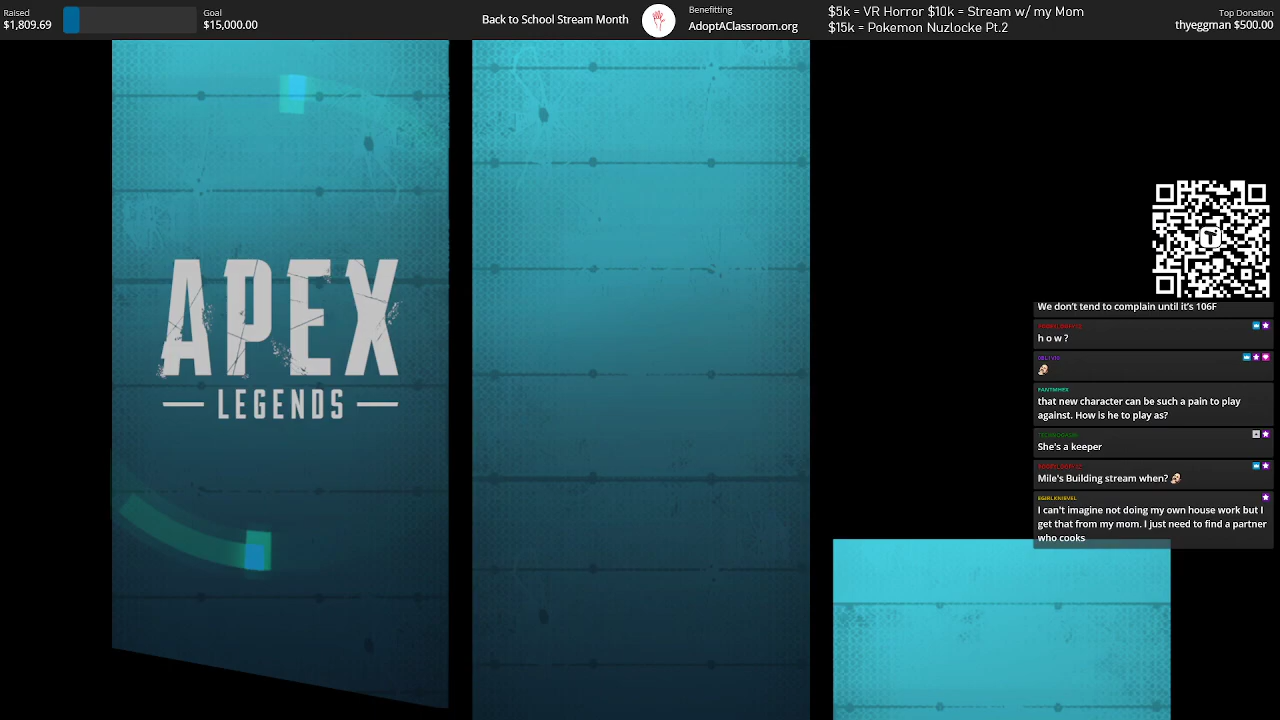 Raised
$1,809.69
Goal
$15,000.00
Back to School Stream Month
Benefitting
AdoptAClassroom.org
$5k = VR Horror $10k = Stream w/ my Mom
$15k = Pokemon Nuzlocke Pt.2
Top Donation
thyeggman $500.00
APEX
LEGENDS
We don't tend to complain until it's 106F
h o w ?
FANTMHEX
that new character can be such a pain to play
against. How is he to play as?
She's a keeper
Mile's Building stream when?
I can't imagine not doing my own house work but I
get that from my mom. I just need to find a partner
who cooks